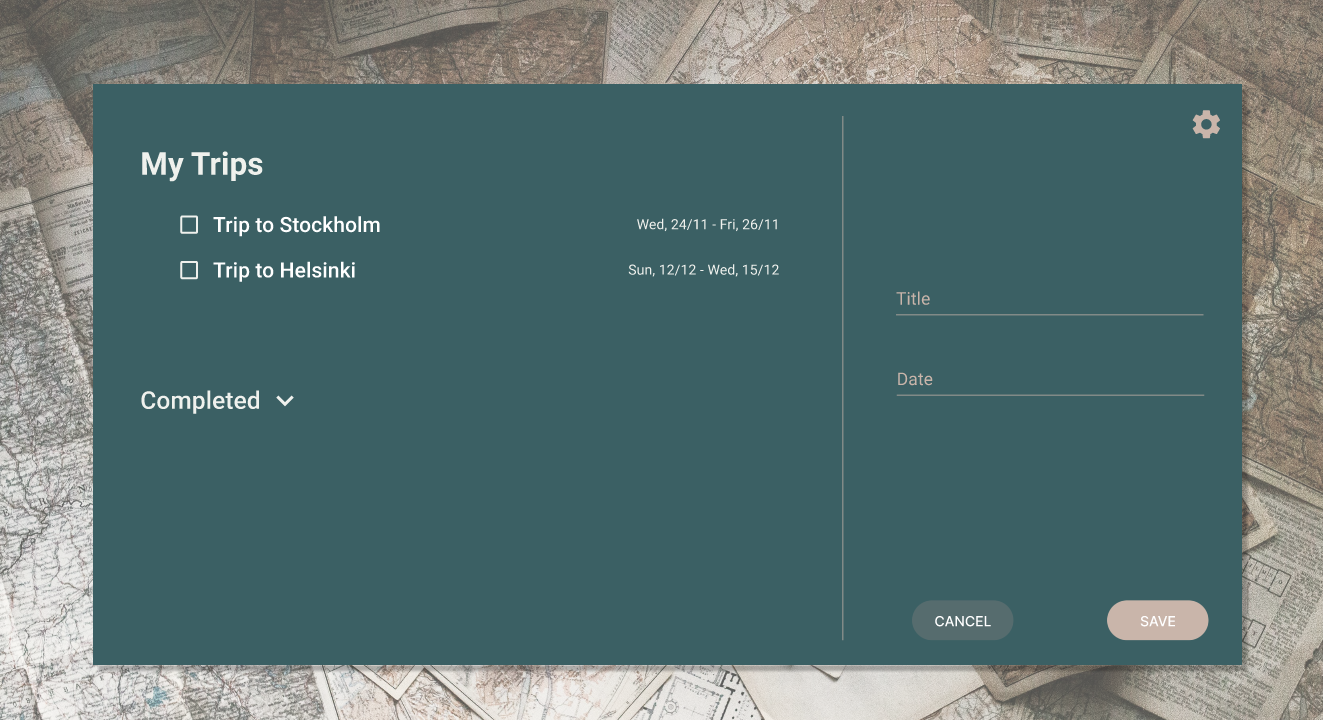 My Trips
Trip to Stockholm
Wed, 24/11 - Fri, 26/11
Trip to Helsinki
Sun, 12/12 - Wed, 15/12
Completed
Title
Date
CANCEL
SAVE